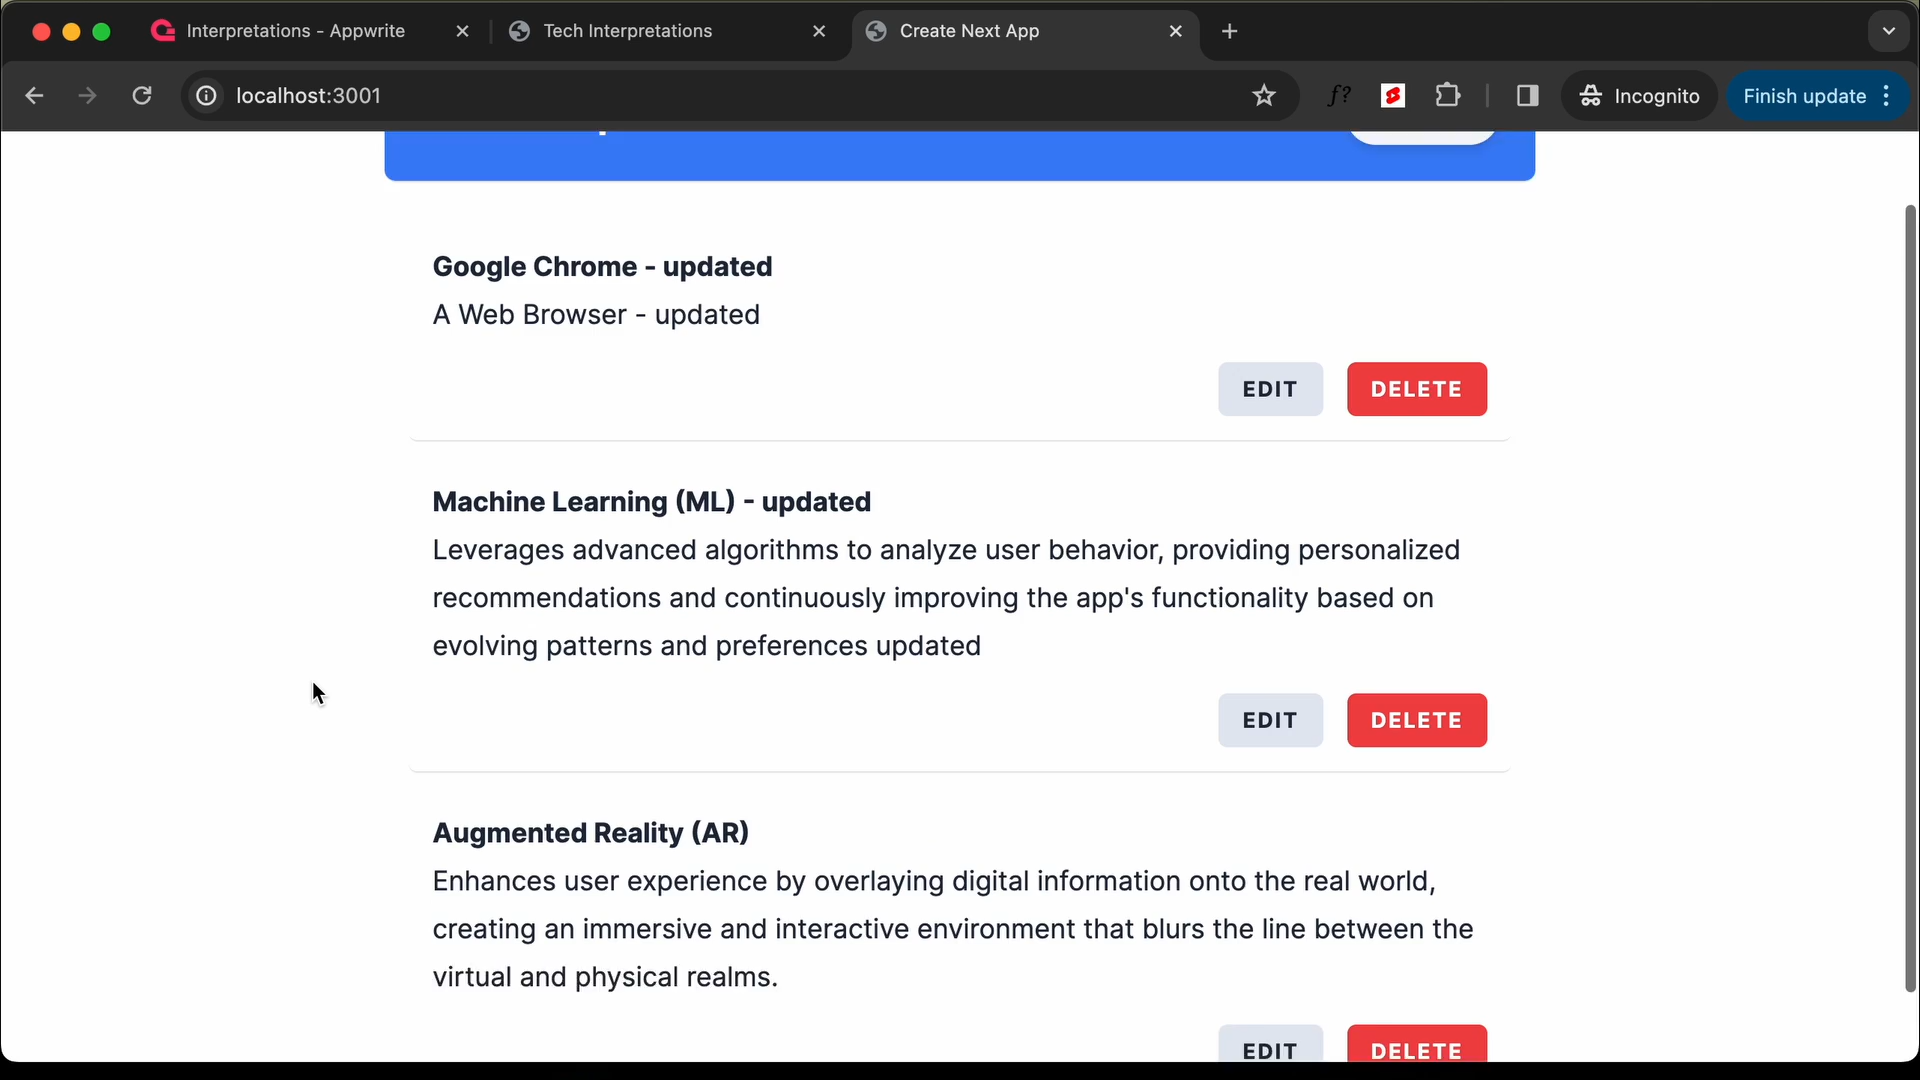 Interpretations - Appwrite
Tech Interpretations
Create Next App
localhost:3001
f?
Incognito
Finish update
Google Chrome - updated
A Web Browser - updated
EDIT
DELETE
Machine Learning (ML) - updated
Leverages advanced algorithms to analyze user behavior, providing personalized
recommendations and continuously improving the app's functionality based on
evolving patterns and preferences updated
EDIT
DELETE
Augmented Reality (AR)
Enhances user experience by overlaying digital information onto the real world,
creating an immersive and interactive environment that blurs the line between the
virtual and physical realms.
EDIT
DELETE